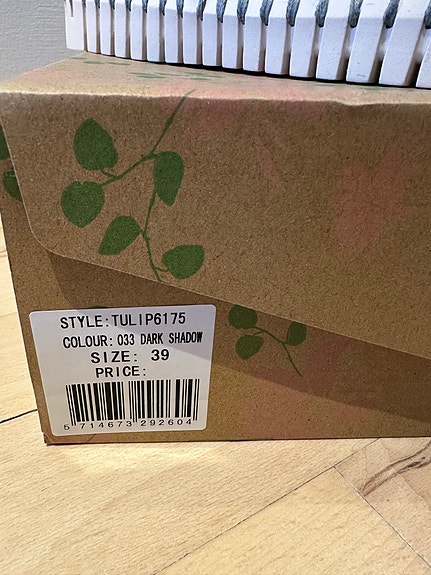 STYLE:TULIP6175
COLOUR: 033 DARK SHADOW
SIZE: 39
PRICE:
5 714673 292604